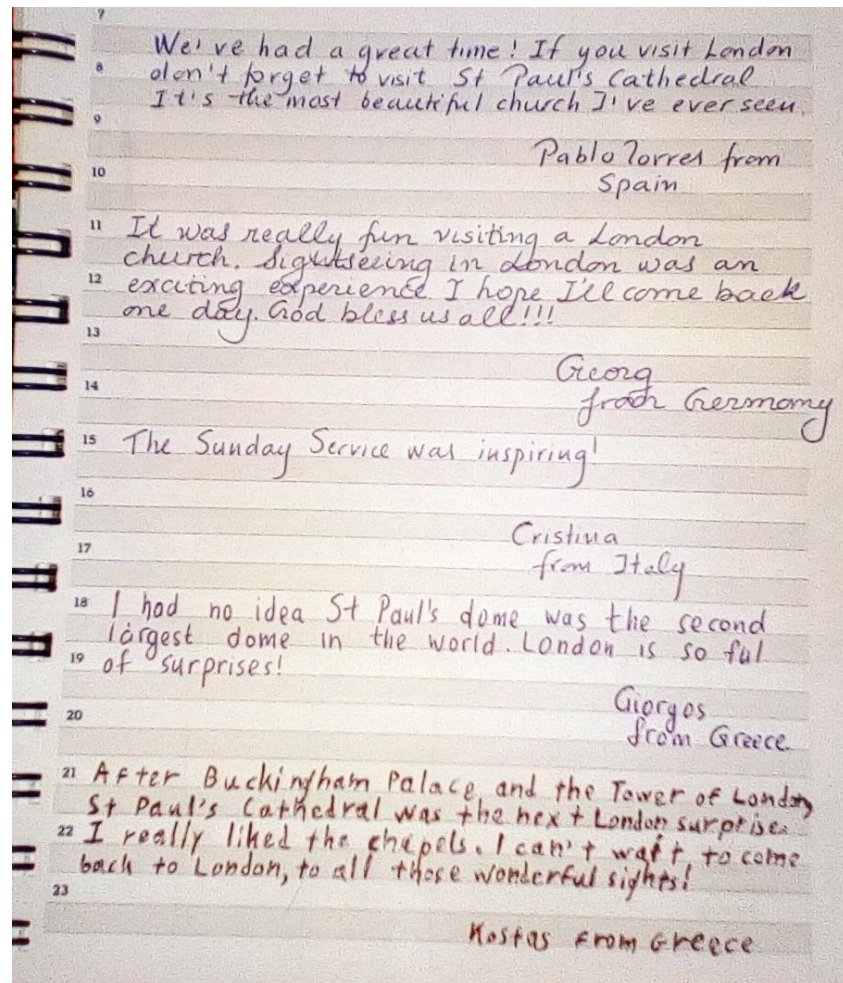 7
We've had a great time! If you visit London
8
don't forget to visit St Paul's Cathedral
It's the most beautiful church I've ever seen.
9
Pablo Torres from
10
Spain
11 It was really fun visiting a London
church. Sightseeing in London was an
12
exciting experience. I hope I'll come back
one day. God bless us all!!!
13
Georg
14
from Germany
15 The Sunday Service was inspiring!
16
Cristina
17
from Italy
18 I had no idea St Paul's dome was the second
largest dome in the world. London is so ful
19 of surprises!
Giorgos
20
from Greece
21 After Buckingham Palace and the Tower of London,
St Paul's Cathedral was the next London surprise.
22 I really liked the chapels. I can't wait to come
back to London, to all those wonderful sights!
23
Kostas from Greece